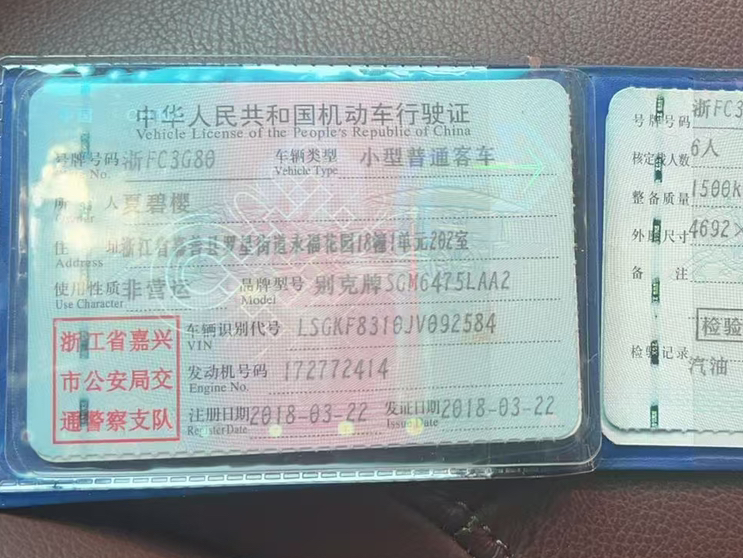 中华人民共和国机动车行驶证
Vehicle License of the People's Republic of China
号牌号码 浙FC3G80 车辆类型 小型普通客车
No. Vehicle Type
所 人 夏碧樱
住 址 浙江省嘉善县罗星街道永福花园18幢1单元202室
Address
使用性质 非营运 品牌型号 别克牌SGM6475LAA2
Use Character Model
浙江省嘉兴
市公安局交
通警察支队
车辆识别代号 LSGKF8310JV092584
VIN
发动机号码 172772414
Engine No.
注册日期 2018-03-22 发证日期 2018-03-22
Register Date Issue Date
号牌号码 浙FC3
核定载人数 6人
整备质量 1500k
外廓尺寸 4692×
备 注
检验
检验记录
汽油